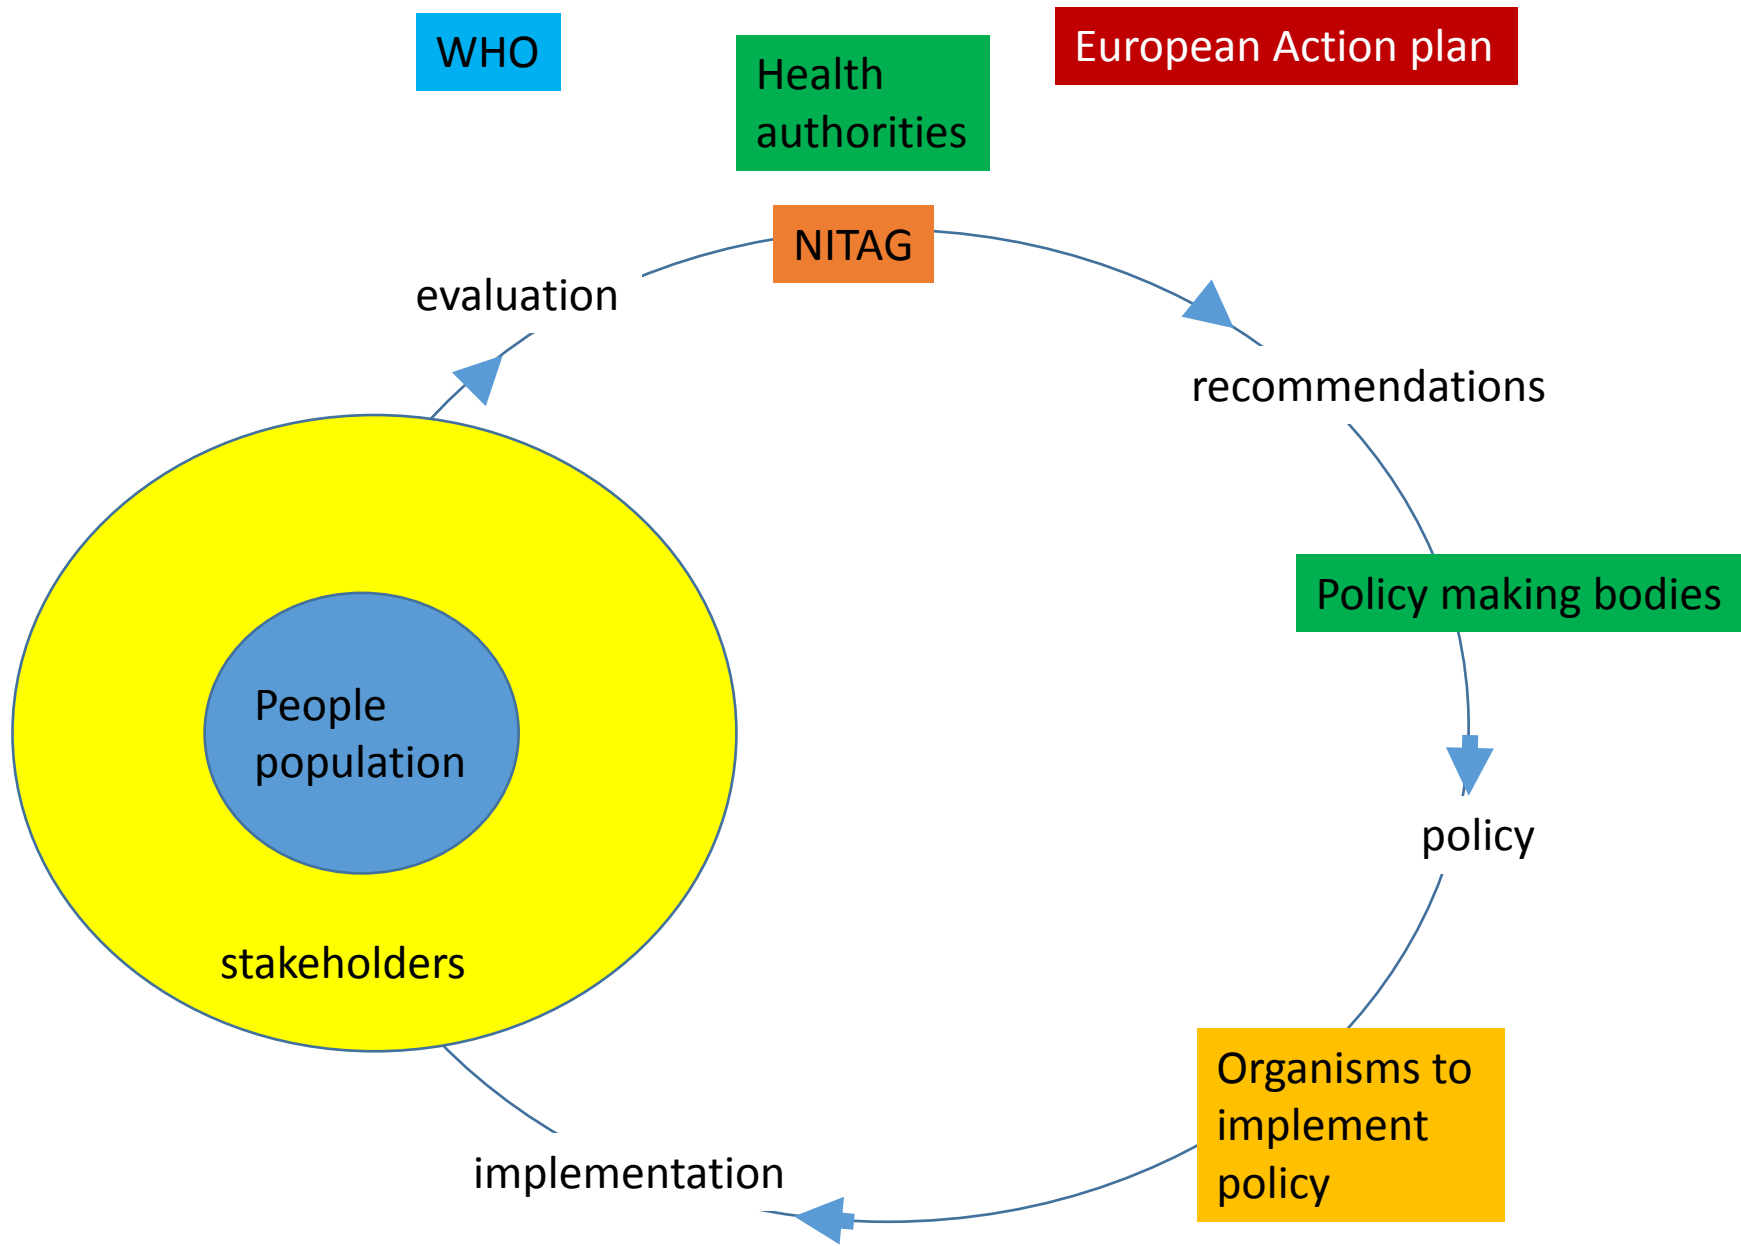 WHO
Health
authorities
European Action plan
NITAG
evaluation
recommendations
Policy making bodies
People
population
policy
stakeholders
Organisms to
implement
policy
implementation